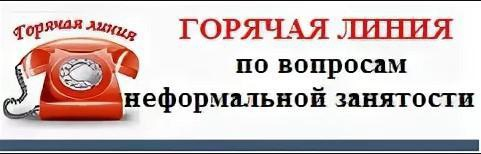 Горячая линия
ГОРЯЧАЯ ЛИНИЯ
по вопросам
неформальной занятости